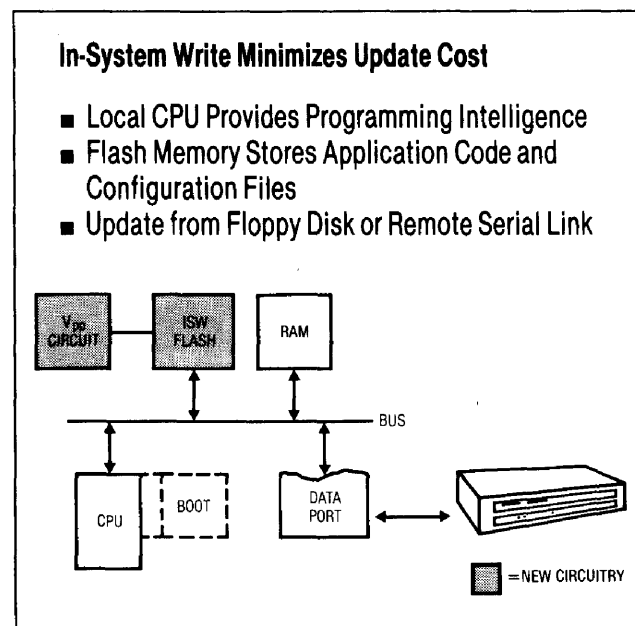 In-System Write Minimizes Update Cost
■ Local CPU Provides Programming Intelligence
■ Flash Memory Stores Application Code and
Configuration Files
■ Update from Floppy Disk or Remote Serial Link
Vpp
CIRCUIT
ISW
FLASH
RAM
BUS
CPU
BOOT
DATA
PORT
=NEW CIRCUITRY